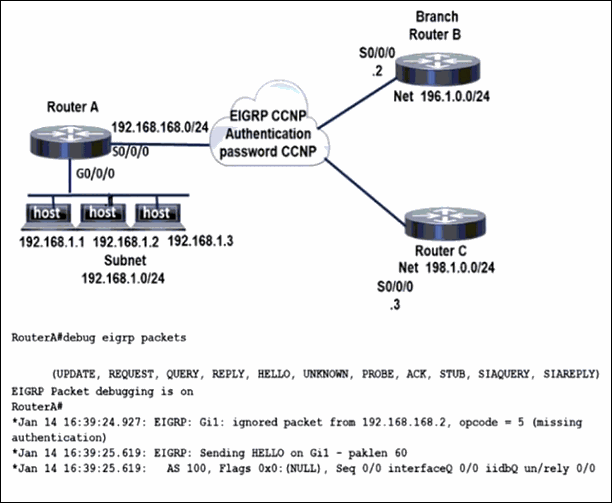 Branch
Router B
S0/0/0
.2
Net 196.1.0.0/24
Router A
192.168.168.0/24
S0/0/0
G0/0/0
EIGRP CCNP
Authentication
password CCNP
host
host
host
192.168.1.1
192.168.1.2
192.168.1.3
Subnet
192.168.1.0/24
Router C
Net 198.1.0.0/24
S0/0/0
.3
RouterA#debug eigrp packets
(UPDATE, REQUEST, QUERY, REPLY, HELLO, UNKNOWN, PROBE, ACK, STUB, SIAQUERY, SIAREPLY)
EIGRP Packet debugging is on
RouterA#
*Jan 14 16:39:24.927: EIGRP: Gi1: ignored packet from 192.168.168.2, opcode = 5 (missing
authentication)
*Jan 14 16:39:25.619: EIGRP: Sending HELLO on Gi1 - paklen 60
*Jan 14 16:39:25.619:   AS 100, Flags 0x0:(NULL), Seq 0/0 interfaceQ 0/0 iidbQ un/rely 0/0